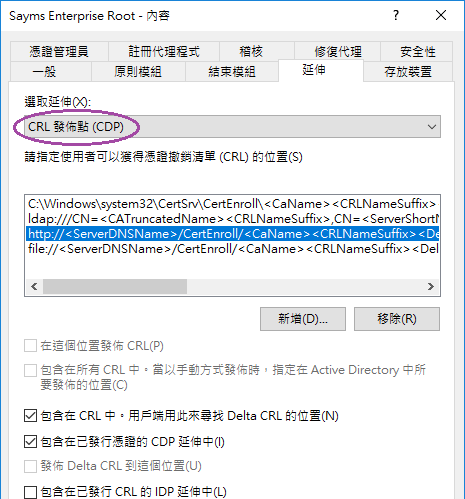 Sayms Enterprise Root - 內容
憑證管理員 註冊代理程式 稽核 修復代理 安全性
一般 原則模組 結束模組 延伸 存放裝置
選取延伸(X):
CRL 發佈點 (CDP)
請指定使用者可以獲得憑證撤銷清單 (CRL) 的位置(S)
C:\Windows\system32\CertSrv\CertEnroll\<CaName><CRLNameSuffix>
ldap:///CN=<CATruncatedName><CRLNameSuffix>,CN=<ServerShortN
http://<ServerDNSName>/CertEnroll/<CaName><CRLNameSuffix><De
file://<ServerDNSName>/CertEnroll/<CaName><CRLNameSuffix><Del
新增(D)... 移除(R)
在這個位置發佈 CRL(P)
包含在所有 CRL 中。當以手動方式發佈時，指定在 Active Directory 中所
要發佈的位置(C)
包含在 CRL 中。用戶端用此來尋找 Delta CRL 的位置(N)
包含在已發行憑證的 CDP 延伸中(I)
發佈 Delta CRL 到這個位置(U)
包含在已發行 CRL 的 IDP 延伸中(L)